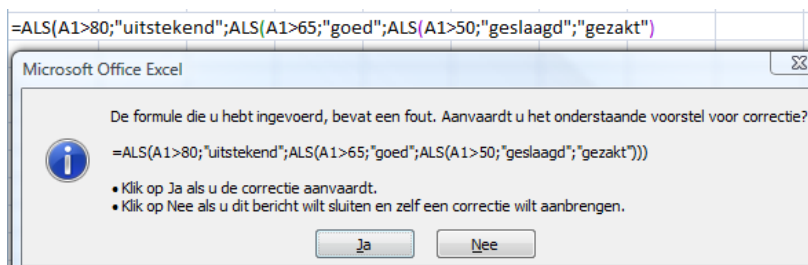 =ALS(A1>80;"uitstekend";ALS(A1>65;"goed";ALS(A1>50;"geslaagd";"gezakt")
Microsoft Office Excel
De formule die u hebt ingevoerd, bevat een fout. Aanvaardt u het onderstaande voorstel voor correctie?
=ALS(A1>80;"uitstekend";ALS(A1>65;"goed";ALS(A1>50;"geslaagd";"gezakt")))
• Klik op Ja als u de correctie aanvaardt.
• Klik op Nee als u dit bericht wilt sluiten en zelf een correctie wilt aanbrengen.
Ja Nee